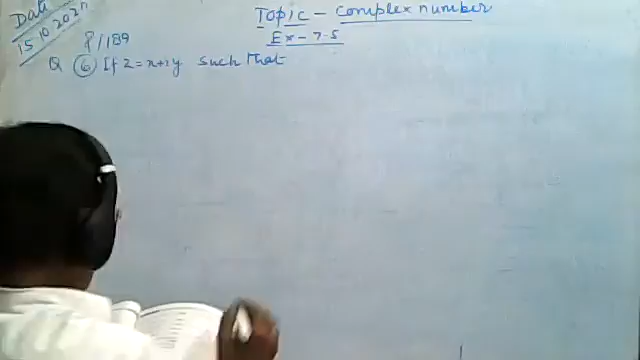 Date
15.10.2020
Topic - Complex number
Ex - 7.5
P/189
Q (6) If z = x+iy such that